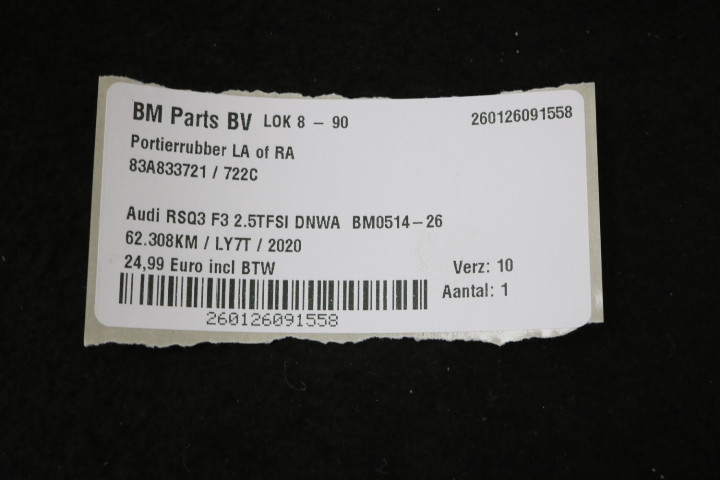 BM Parts BV LOK 8 - 90 260126091558
Portierrubber LA of RA
83A833721 / 722C
Audi RSQ3 F3 2.5TFSI DNWA BM0514-26
62.308KM / LY7T / 2020
24,99 Euro incl BTW Verz: 10
Aantal: 1
260126091558